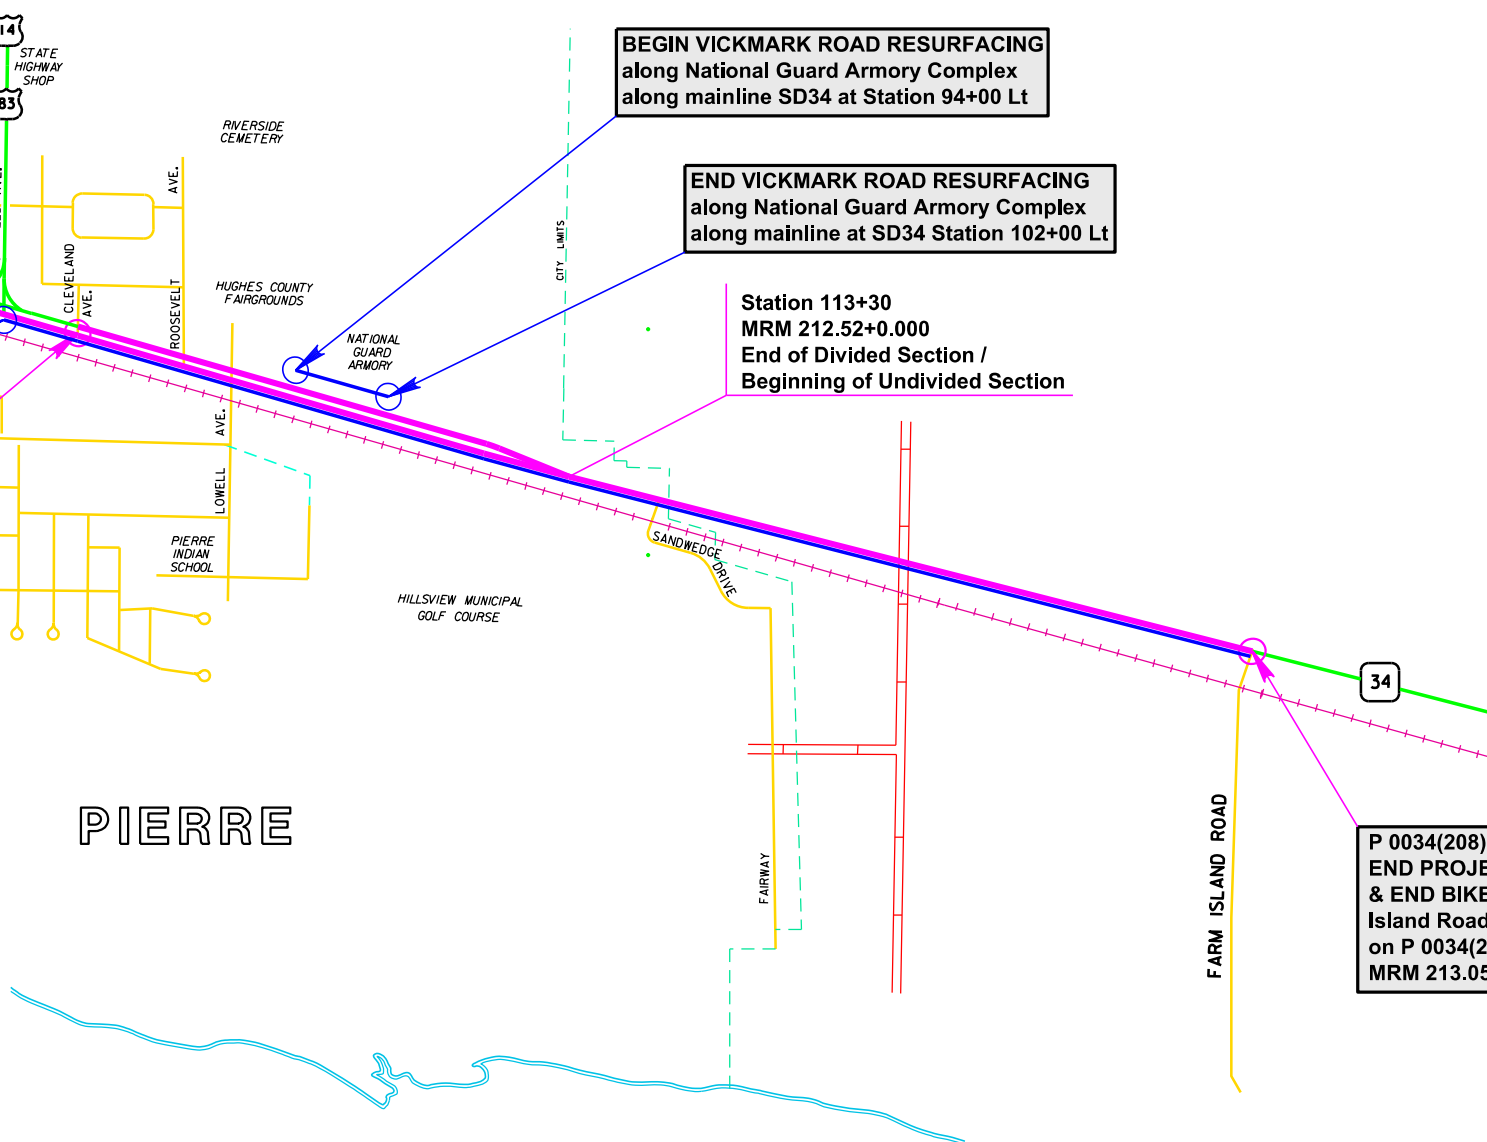 14
STATE
HIGHWAY
SHOP
83
RIVERSIDE
CEMETERY
AVE.
BEGIN VICKMARK ROAD RESURFACING
along National Guard Armory Complex
along mainline SD34 at Station 94+00 Lt
END VICKMARK ROAD RESURFACING
along National Guard Armory Complex
along mainline at SD34 Station 102+00 Lt
CITY LIMITS
CLEVELAND
AVE.
ROOSEVELT
HUGHES COUNTY
FAIRGROUNDS
NATIONAL
GUARD
ARMORY
Station 113+30
MRM 212.52+0.000
End of Divided Section /
Beginning of Undivided Section
AVE.
LOWELL
PIERRE
INDIAN
SCHOOL
HILLSVIEW MUNICIPAL
GOLF COURSE
SANDWEDGE
DRIVE
34
PIERRE
FAIRWAY
FARM ISLAND ROAD
P 0034(208)
END PROJE
& END BIKE
Island Road
on P 0034(2
MRM 213.05